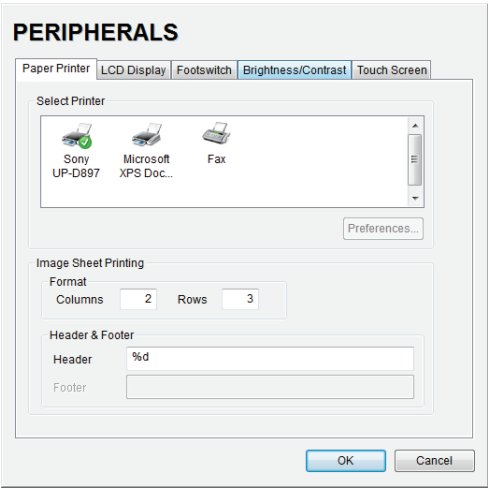 PERIPHERALS
Paper Printer LCD Display Footswitch Brightness/Contrast Touch Screen
Select Printer
Sony UP-D897
Microsoft XPS Doc...
Fax
Preferences...
Image Sheet Printing
Format
Columns 2 Rows 3
Header & Footer
Header %d
Footer
OK Cancel